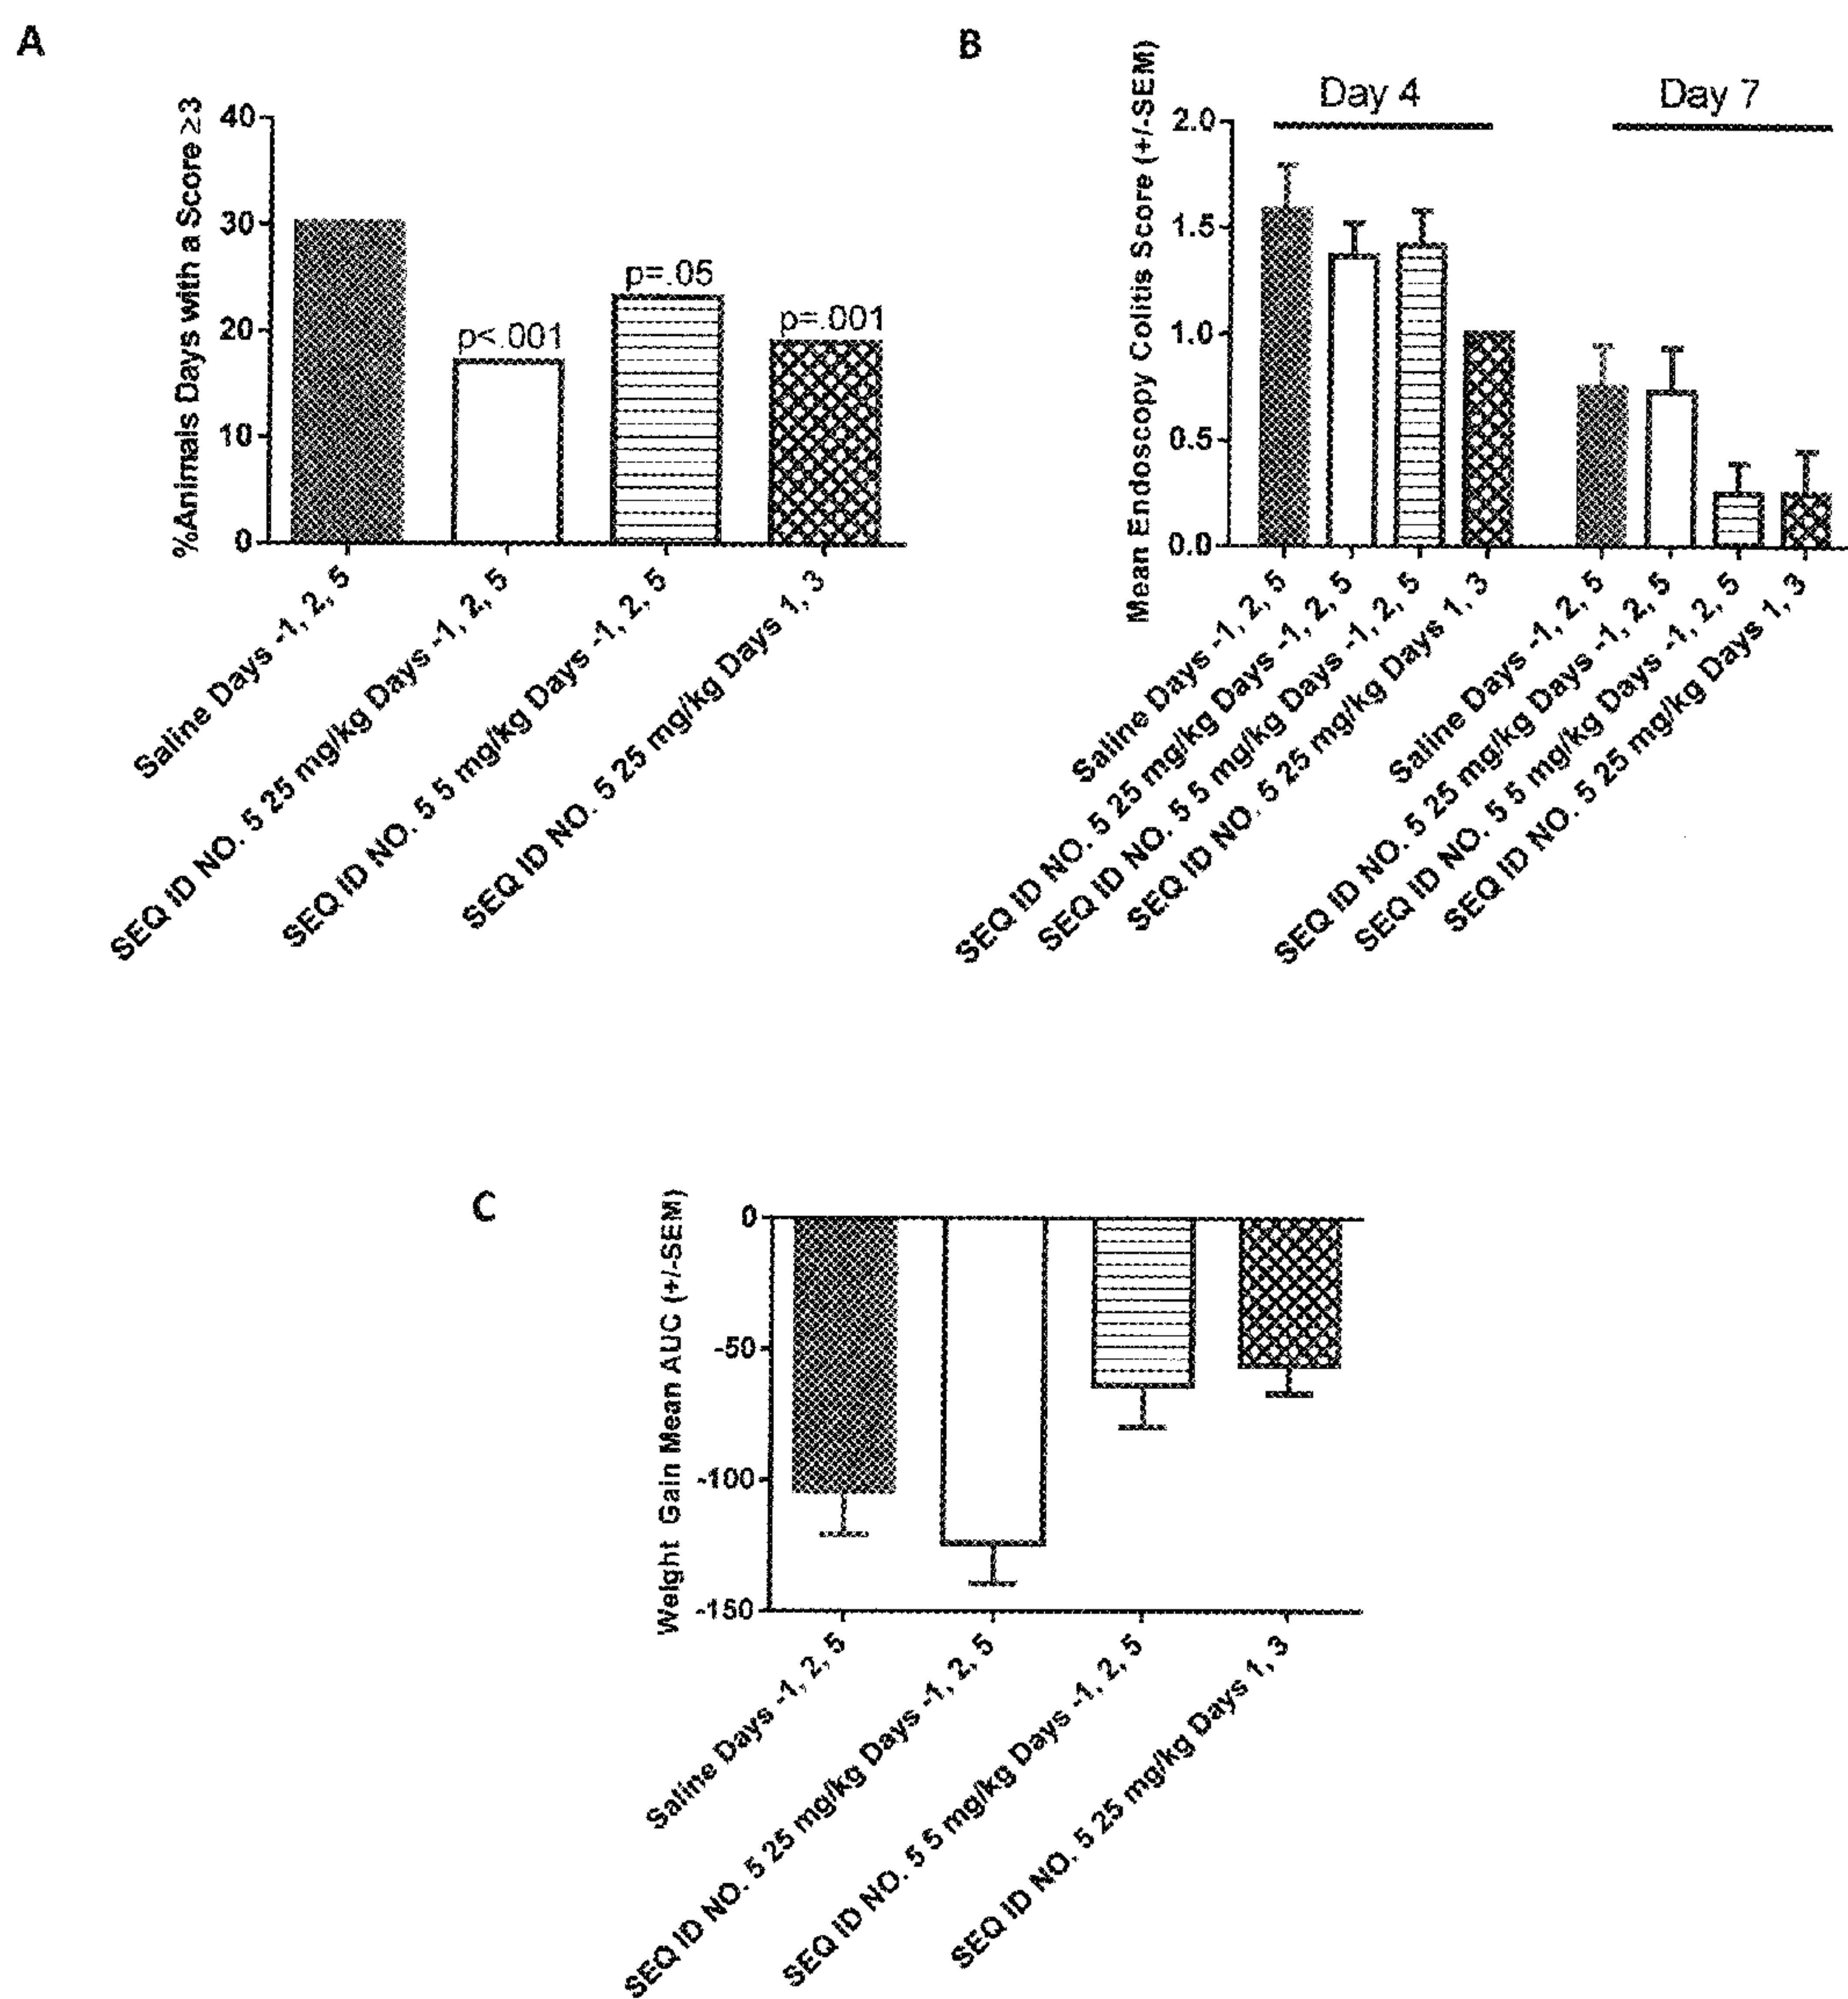 A
%Animals Days with a Score ≥3
40
30
20
10
0
p<.001
p=.05
p=.001
Saline Days -1, 2, 5
SEQ ID NO. 5 25 mg/kg Days -1, 2, 5
SEQ ID NO. 5 5 mg/kg Days -1, 2, 5
SEQ ID NO. 5 25 mg/kg Days 1, 3
B
Mean Endoscopy Colitis Score (+/-SEM)
Day 4
Day 7
2.0
1.5
1.0
0.5
0.0
Saline Days -1, 2, 5
SEQ ID NO. 5 25 mg/kg Days -1, 2, 5
SEQ ID NO. 5 5 mg/kg Days -1, 2, 5
SEQ ID NO. 5 25 mg/kg Days 1, 3
Saline Days -1, 2, 5
SEQ ID NO. 5 25 mg/kg Days -1, 2, 5
SEQ ID NO. 5 5 mg/kg Days -1, 2, 5
SEQ ID NO. 5 25 mg/kg Days 1, 3
C
Weight Gain Mean AUC (+/-SEM)
0
-50
-100
-150
Saline Days -1, 2, 5
SEQ ID NO. 5 25 mg/kg Days -1, 2, 5
SEQ ID NO. 5 5 mg/kg Days -1, 2, 5
SEQ ID NO. 5 25 mg/kg Days 1, 3